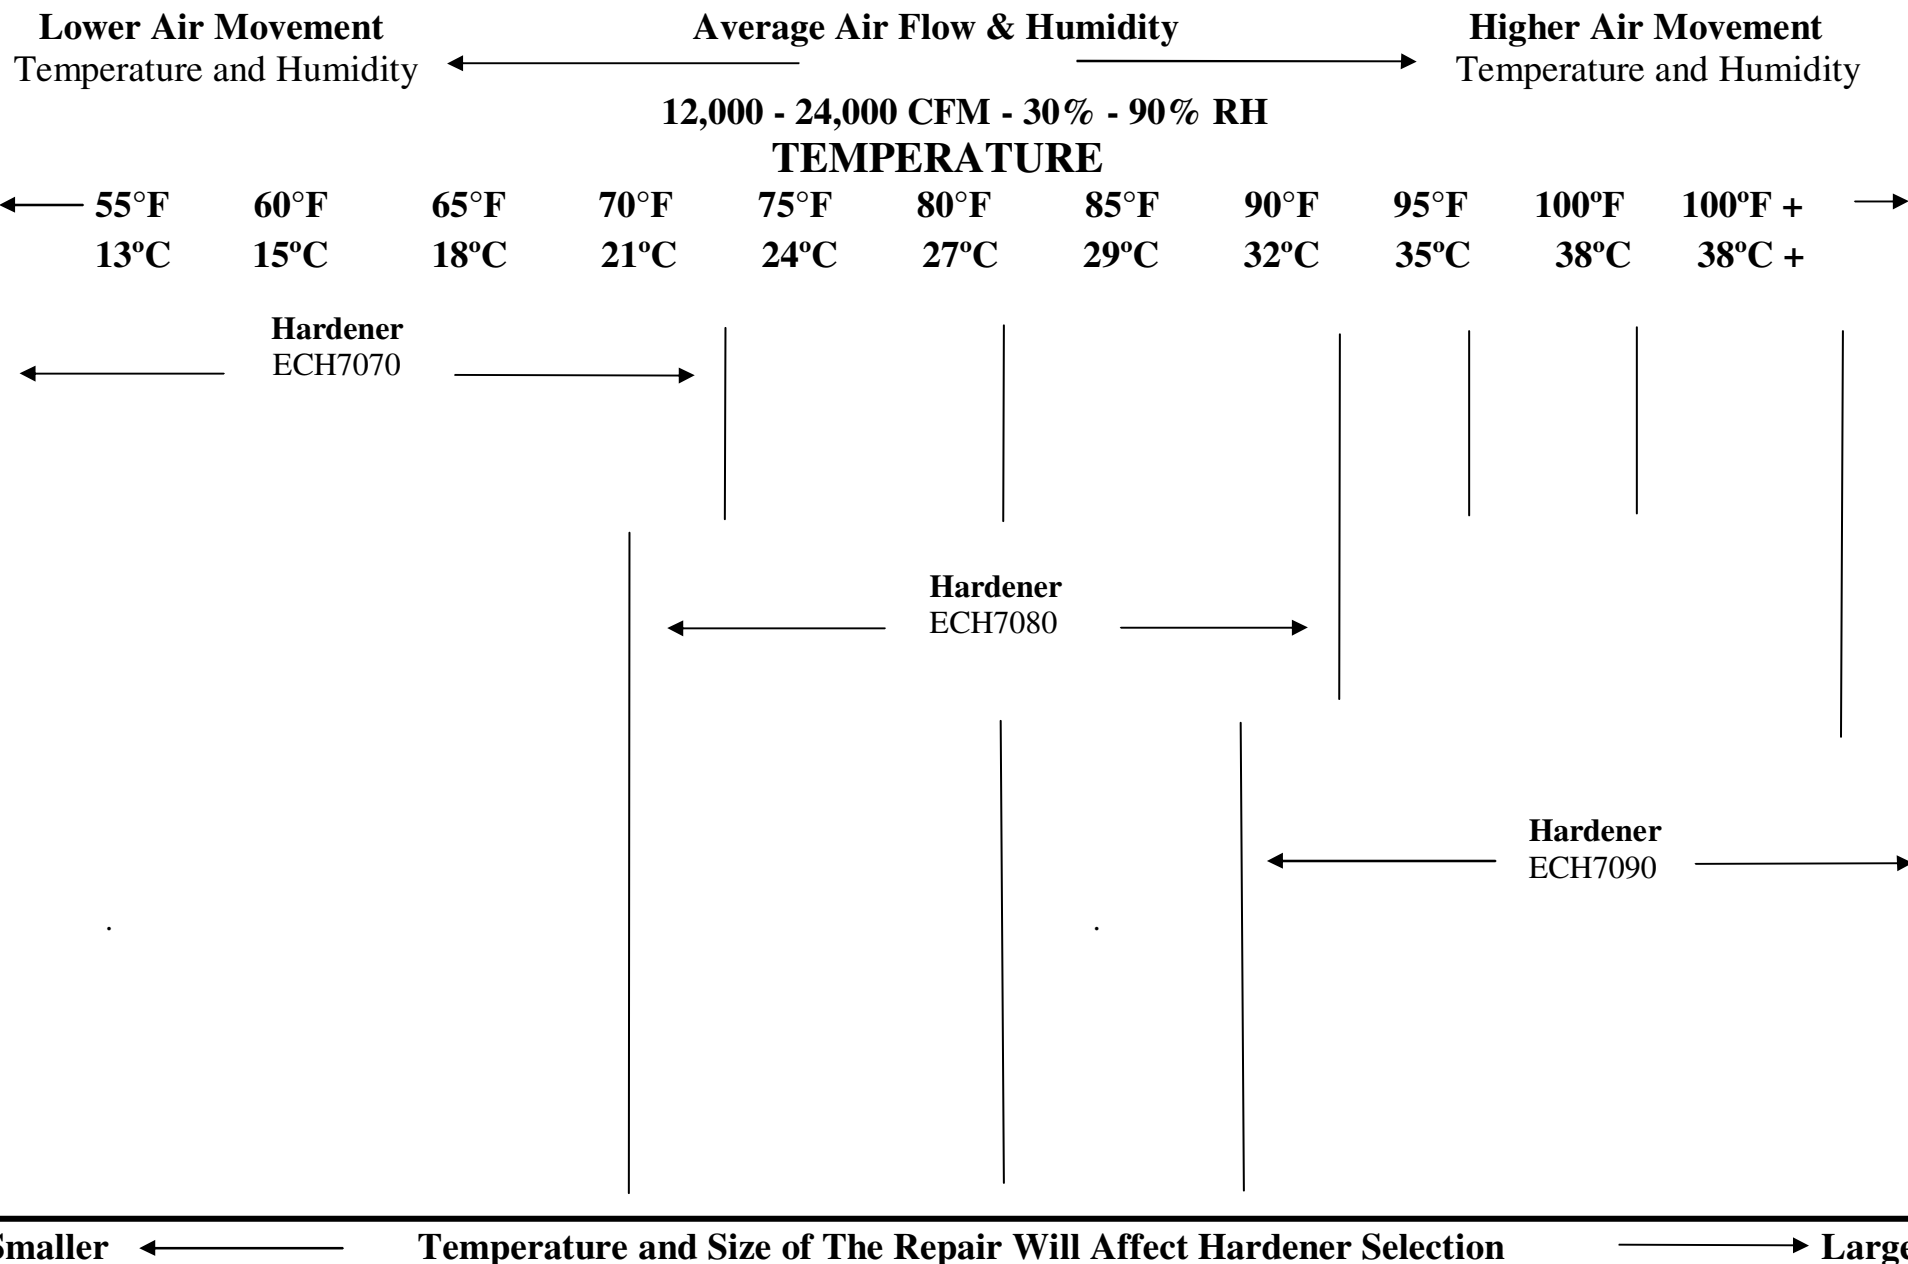 Lower Air Movement Average Air Flow & Humidity Higher Air Movement
Temperature and Humidity Temperature and Humidity
12,000 - 24,000 CFM - 30% - 90% RH
TEMPERATURE
55°F 60°F 65°F 70°F 75°F 80°F 85°F 90°F 95°F 100ºF 100ºF +
13ºC 15ºC 18ºC 21ºC 24ºC 27ºC 29ºC 32ºC 35ºC 38ºC 38ºC +
Hardener
ECH7070
Hardener
ECH7080
Hardener
ECH7090
. .
Smaller Temperature and Size of The Repair Will Affect Hardener Selection Large